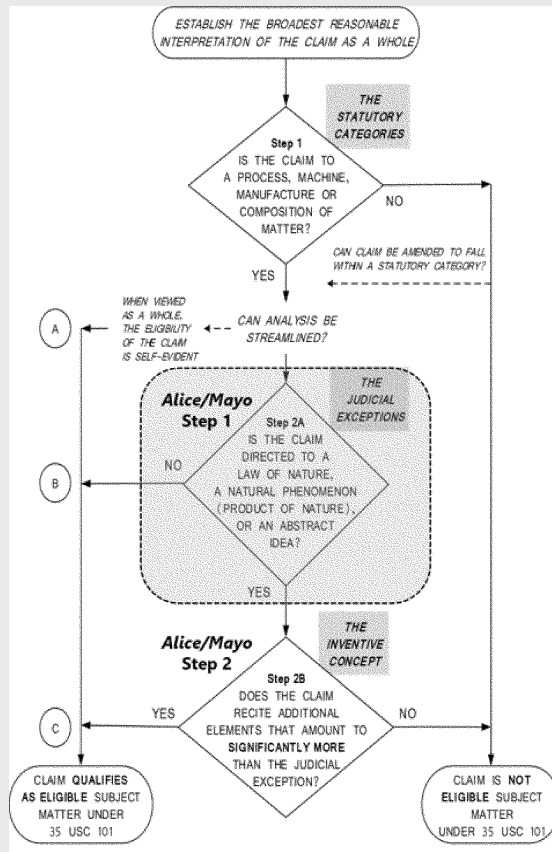 ESTABLISH THE BROADEST REASONABLE
INTERPRETATION OF THE CLAIM AS A WHOLE
THE
STATUTORY
CATEGORIES
Step 1
IS THE CLAIM TO
A PROCESS, MACHINE,
MANUFACTURE OR
COMPOSITION OF
MATTER?
NO
YES
CAN CLAIM BE AMENDED TO FALL
WITHIN A STATUTORY CATEGORY?
WHEN VIEWED
AS A WHOLE,
THE ELIGIBILITY
OF THE CLAIM
IS SELF-EVIDENT
A
CAN ANALYSIS BE
STREAMLINED?
THE
JUDICIAL
EXCEPTIONS
Alice/Mayo
Step 1
Step 2A
IS THE CLAIM
DIRECTED TO A
LAW OF NATURE,
A NATURAL PHENOMENON
(PRODUCT OF NATURE),
OR AN ABSTRACT
IDEA?
NO
B
YES
THE
INVENTIVE
CONCEPT
Alice/Mayo
Step 2
Step 2B
DOES THE CLAIM
RECITE ADDITIONAL
ELEMENTS THAT AMOUNT TO
SIGNIFICANTLY MORE
THAN THE JUDICIAL
EXCEPTION?
YES
NO
C
CLAIM QUALIFIES
AS ELIGIBLE SUBJECT
MATTER UNDER
35 USC 101
CLAIM IS NOT
ELIGIBLE SUBJECT
MATTER
UNDER 35 USC 101